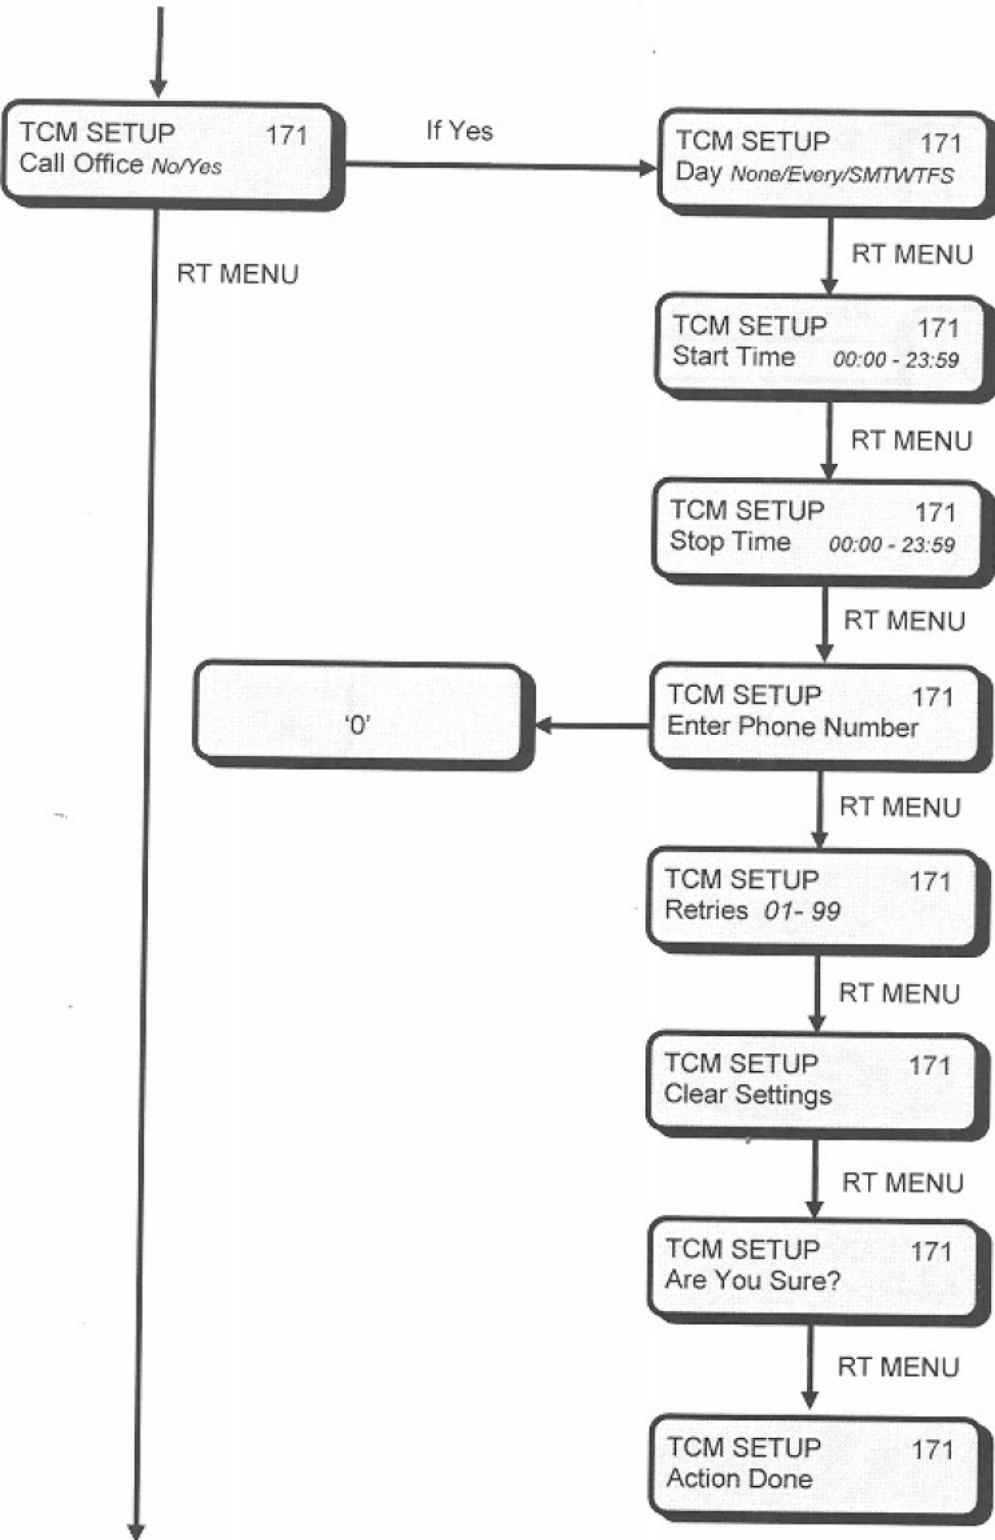 TCM SETUP 171
Call Office No/Yes
If Yes
TCM SETUP 171
Day None/Every/SMTWTFS
RT MENU
RT MENU
TCM SETUP 171
Start Time 00:00 - 23:59
RT MENU
TCM SETUP 171
Stop Time 00:00 - 23:59
RT MENU
TCM SETUP 171
Enter Phone Number
‘0’
RT MENU
TCM SETUP 171
Retries 01- 99
RT MENU
TCM SETUP 171
Clear Settings
RT MENU
TCM SETUP 171
Are You Sure?
RT MENU
TCM SETUP 171
Action Done